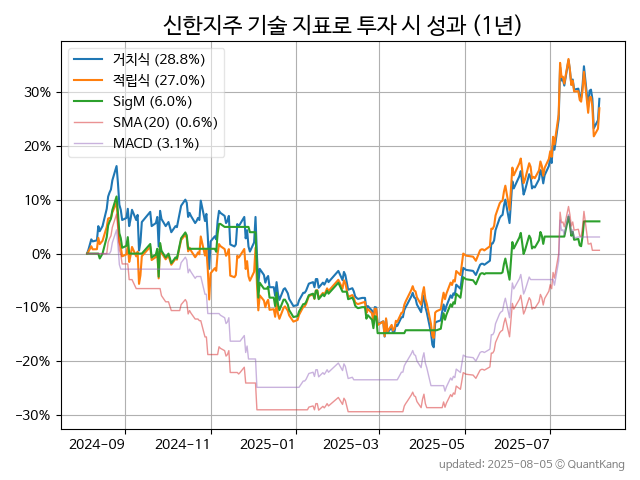 신한지주 기술 지표로 투자 시 성과 (1년)
거치식 (28.8%)
적립식 (27.0%)
SigM (6.0%)
SMA(20) (0.6%)
MACD (3.1%)
30%
20%
10%
0%
−10%
−20%
−30%
2024-09 2024-11 2025-01 2025-03 2025-05 2025-07
updated: 2025-08-05 ⓒ QuantKang